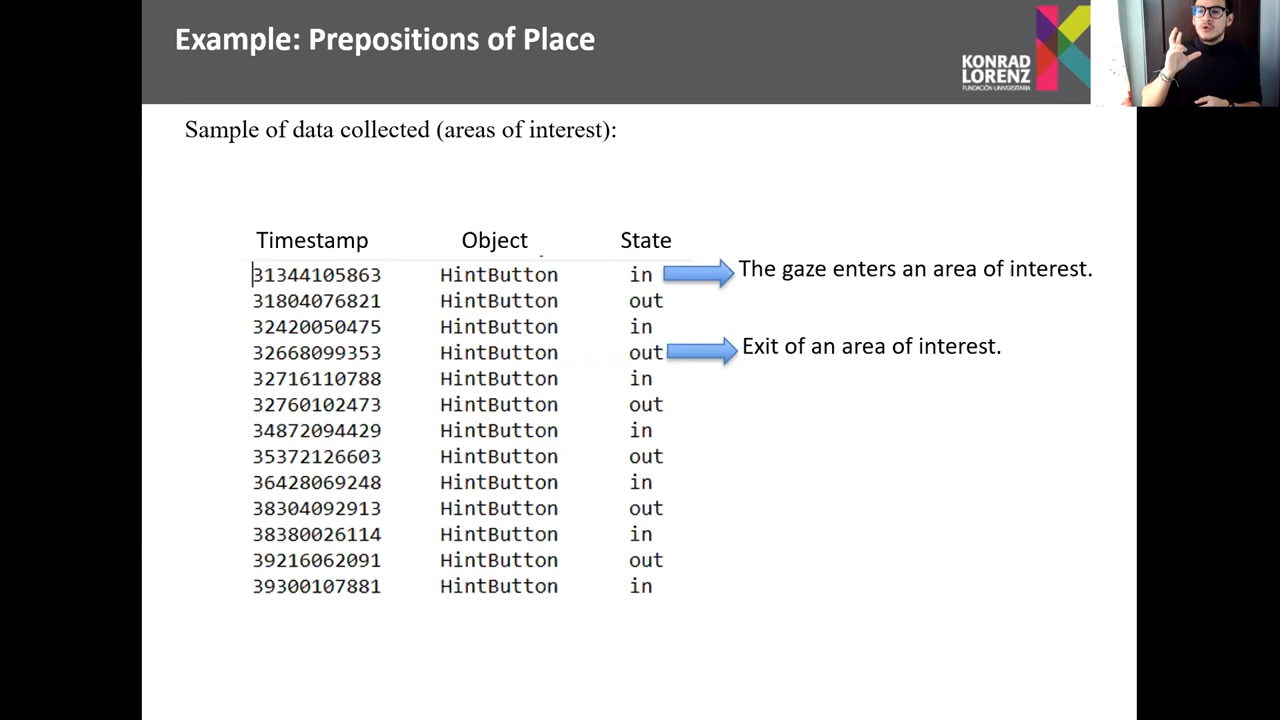 Example: Prepositions of Place
KONRAD
LORENZ
FUNDACIÓN UNIVERSITARIA
Sample of data collected (areas of interest):
Timestamp Object State
31344105863 HintButton in The gaze enters an area of interest.
31804076821 HintButton out
32420050475 HintButton in
32668099353 HintButton out Exit of an area of interest.
32716110788 HintButton in
32760102473 HintButton out
34872094429 HintButton in
35372126603 HintButton out
36428069248 HintButton in
38304092913 HintButton out
38380026114 HintButton in
39216062091 HintButton out
39300107881 HintButton in